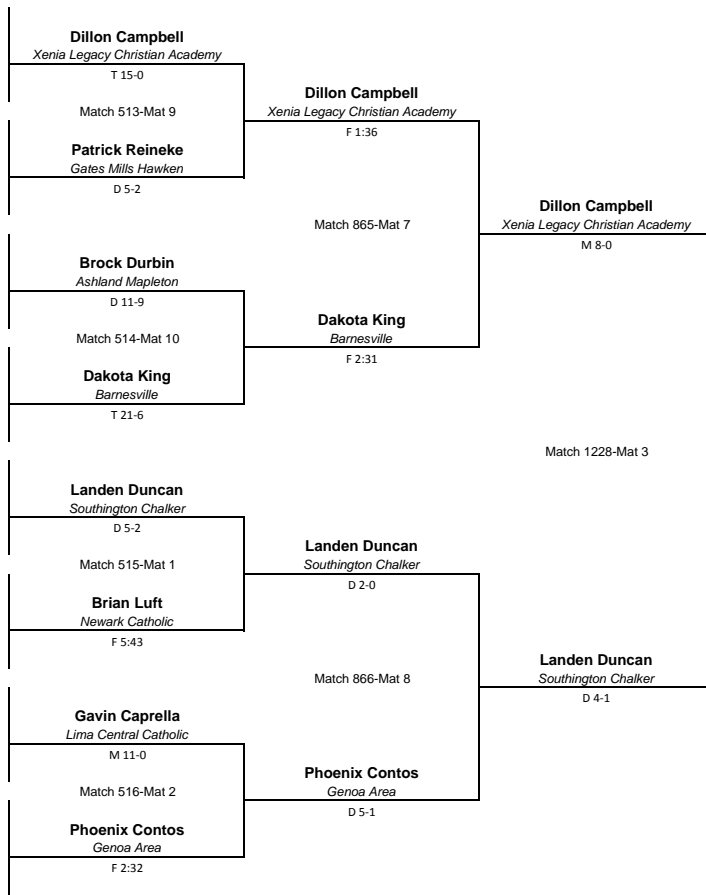 Dillon Campbell
Xenia Legacy Christian Academy
T 15-0
Match 513-Mat 9
Patrick Reineke
Gates Mills Hawken
D 5-2
Dillon Campbell
Xenia Legacy Christian Academy
F 1:36
Match 865-Mat 7
Dillon Campbell
Xenia Legacy Christian Academy
M 8-0
Brock Durbin
Ashland Mapleton
D 11-9
Match 514-Mat 10
Dakota King
Barnesville
T 21-6
Dakota King
Barnesville
F 2:31
Match 1228-Mat 3
Landen Duncan
Southington Chalker
D 5-2
Match 515-Mat 1
Brian Luft
Newark Catholic
F 5:43
Landen Duncan
Southington Chalker
D 2-0
Match 866-Mat 8
Landen Duncan
Southington Chalker
D 4-1
Gavin Caprella
Lima Central Catholic
M 11-0
Match 516-Mat 2
Phoenix Contos
Genoa Area
F 2:32
Phoenix Contos
Genoa Area
D 5-1